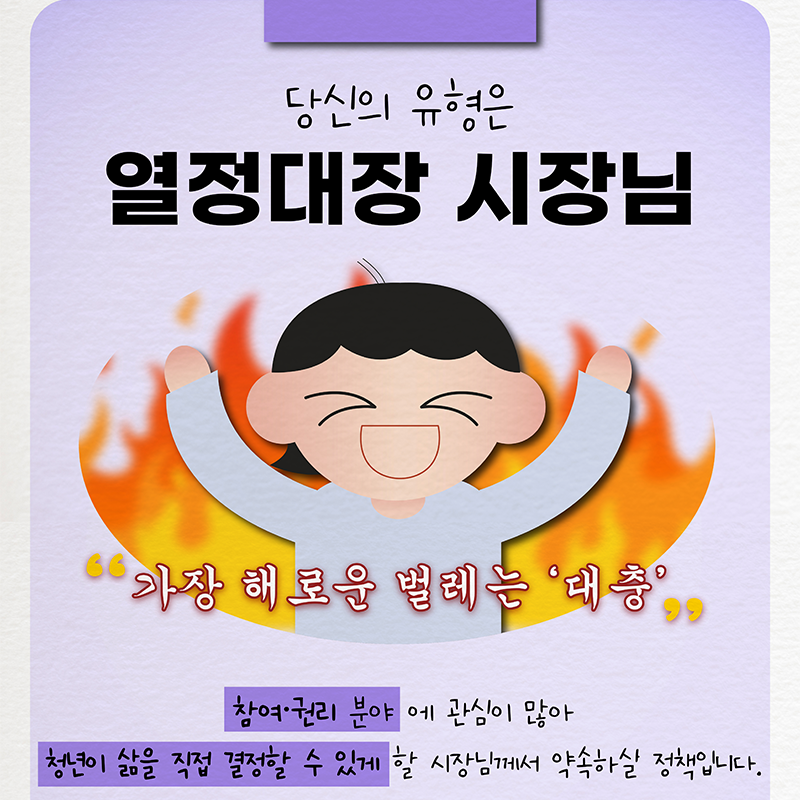 당신의 유형은
열정대장 시장님
“가장 해로운 벌레는 ‘대충’”
참여·권리 분야에 관심이 많아
청년이 삶을 직접 결정할 수 있게 할 시장님께서 약속하실 정책입니다.